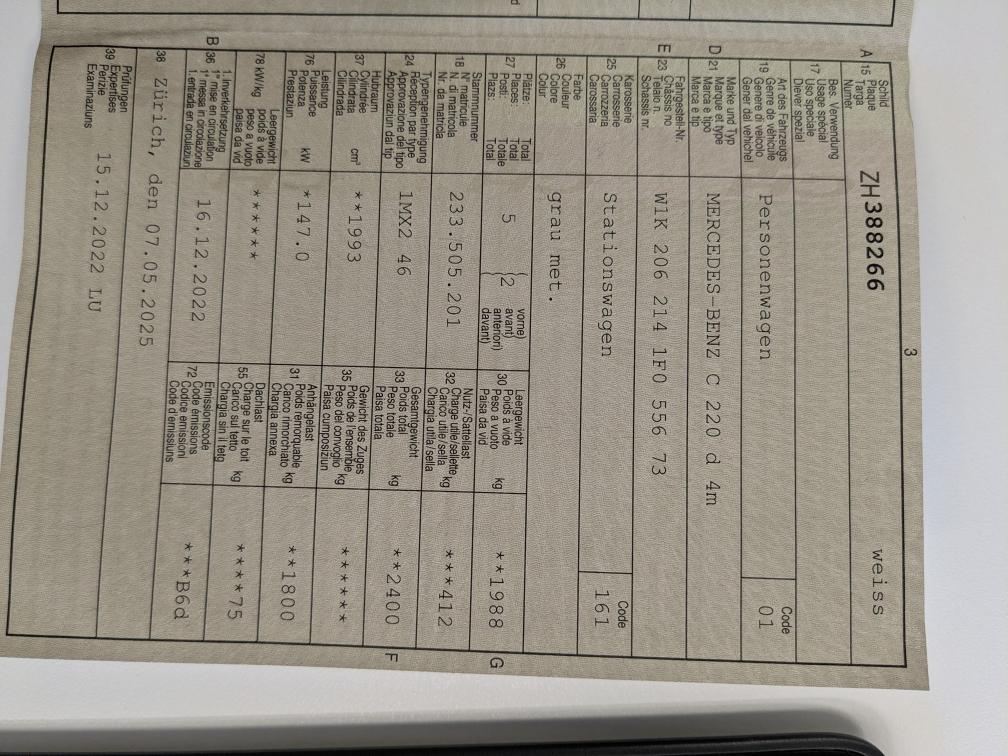 3
A 15 Schild
Plaque
Targa
Numer
ZH388266 weiss
17 Bes. Verwendung
Usage spécial
Uso speciale
Diever spezial
19 Art des Fahrzeugs
Genre de véhicule
Genere di veicolo
Gener dal vehichel
Personenwagen
Code
01
D 21 Marke und Typ
Marque et type
Marca e tipo
Marca e tip
MERCEDES-BENZ C 220 d 4m
E 23 Fahrgestell-Nr.
Châssis no
Telaio n.
Schassis nr.
W1K 206 214 1F0 556 73
25 Karosserie
Carrosserie
Carrozzeria
Carossaria
Stationswagen
Code
161
26 Farbe
Couleur
Colore
Colur
grau met.
27 Plätze: Total
Places: Total
Posti: Totale
Plazs: Total
5
2
vorne)
avant)
anteriori)
davant)
30 Leergewicht
Poids à vide
Peso a vuoto
Paisa da vid
kg
**1988
G
18 Stammnummer
N° matricule
N. di matricola
Nr. da matricla
233.505.201
32 Nutz-/Sattellast
Charge utile/sellette
Carico utile/sella
Chargia utila/sella
kg
***412
24 Typengenehmigung
Réception par type
Approvazione del tipo
Approvaziun dal tip
1MX2 46
33 Gesamtgewicht
Poids total
Peso totale
Paisa totala
kg
**2400
F
37 Hubraum
Cylindrée
Cilindrata
Cilindrada
cm³
**1993
35 Gewicht des Zuges
Poids de l'ensemble
Peso del convoglio
Paisa cumposiziun
kg
******
76 Leistung
Puissance
Potenza
Prestaziun
kW
*147.0
31 Anhängelast
Poids remorquable
Carico rimorchiato
Chargia annexa
kg
**1800
78 kW/kg
Leergewicht
poids à vide
peso a vuoto
paisa da vid
******
55 Dachlast
Charge sur le toit
Carico sul tetto
Chargia sin il tetg
kg
****75
B 36 1. Inverkehrsetzung
1re mise en circulation
1a messa in circolazione
1. entrada en circulaziun
16.12.2022
72 Emissionscode
Code émissions
Codice emissioni
Code d'emissiuns
***B6d
38 Zürich, den 07.05.2025
39 Prüfungen
Expertises
Perizie
Examinaziuns
15.12.2022 LU